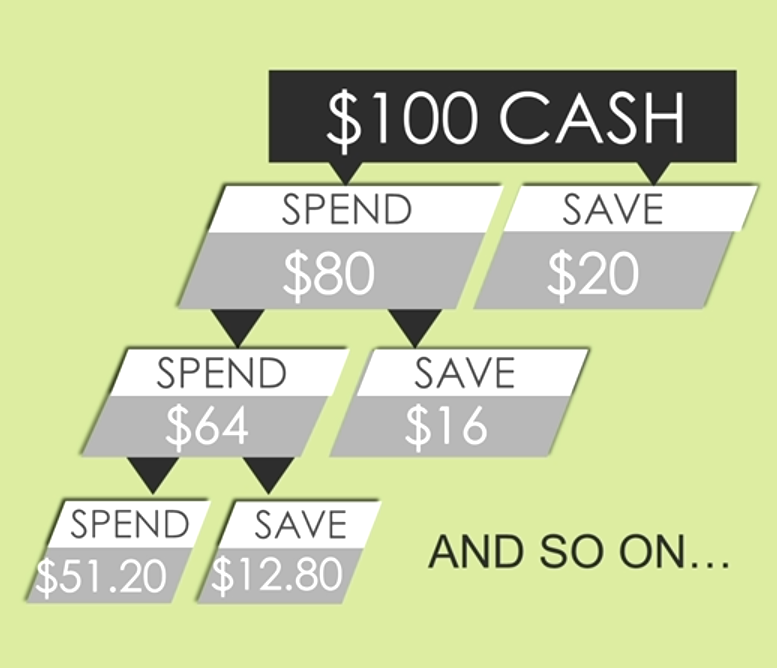 $100 CASH
SPEND
$80
SAVE
$20
SPEND
$64
SAVE
$16
SPEND
$51.20
SAVE
$12.80
AND SO ON...